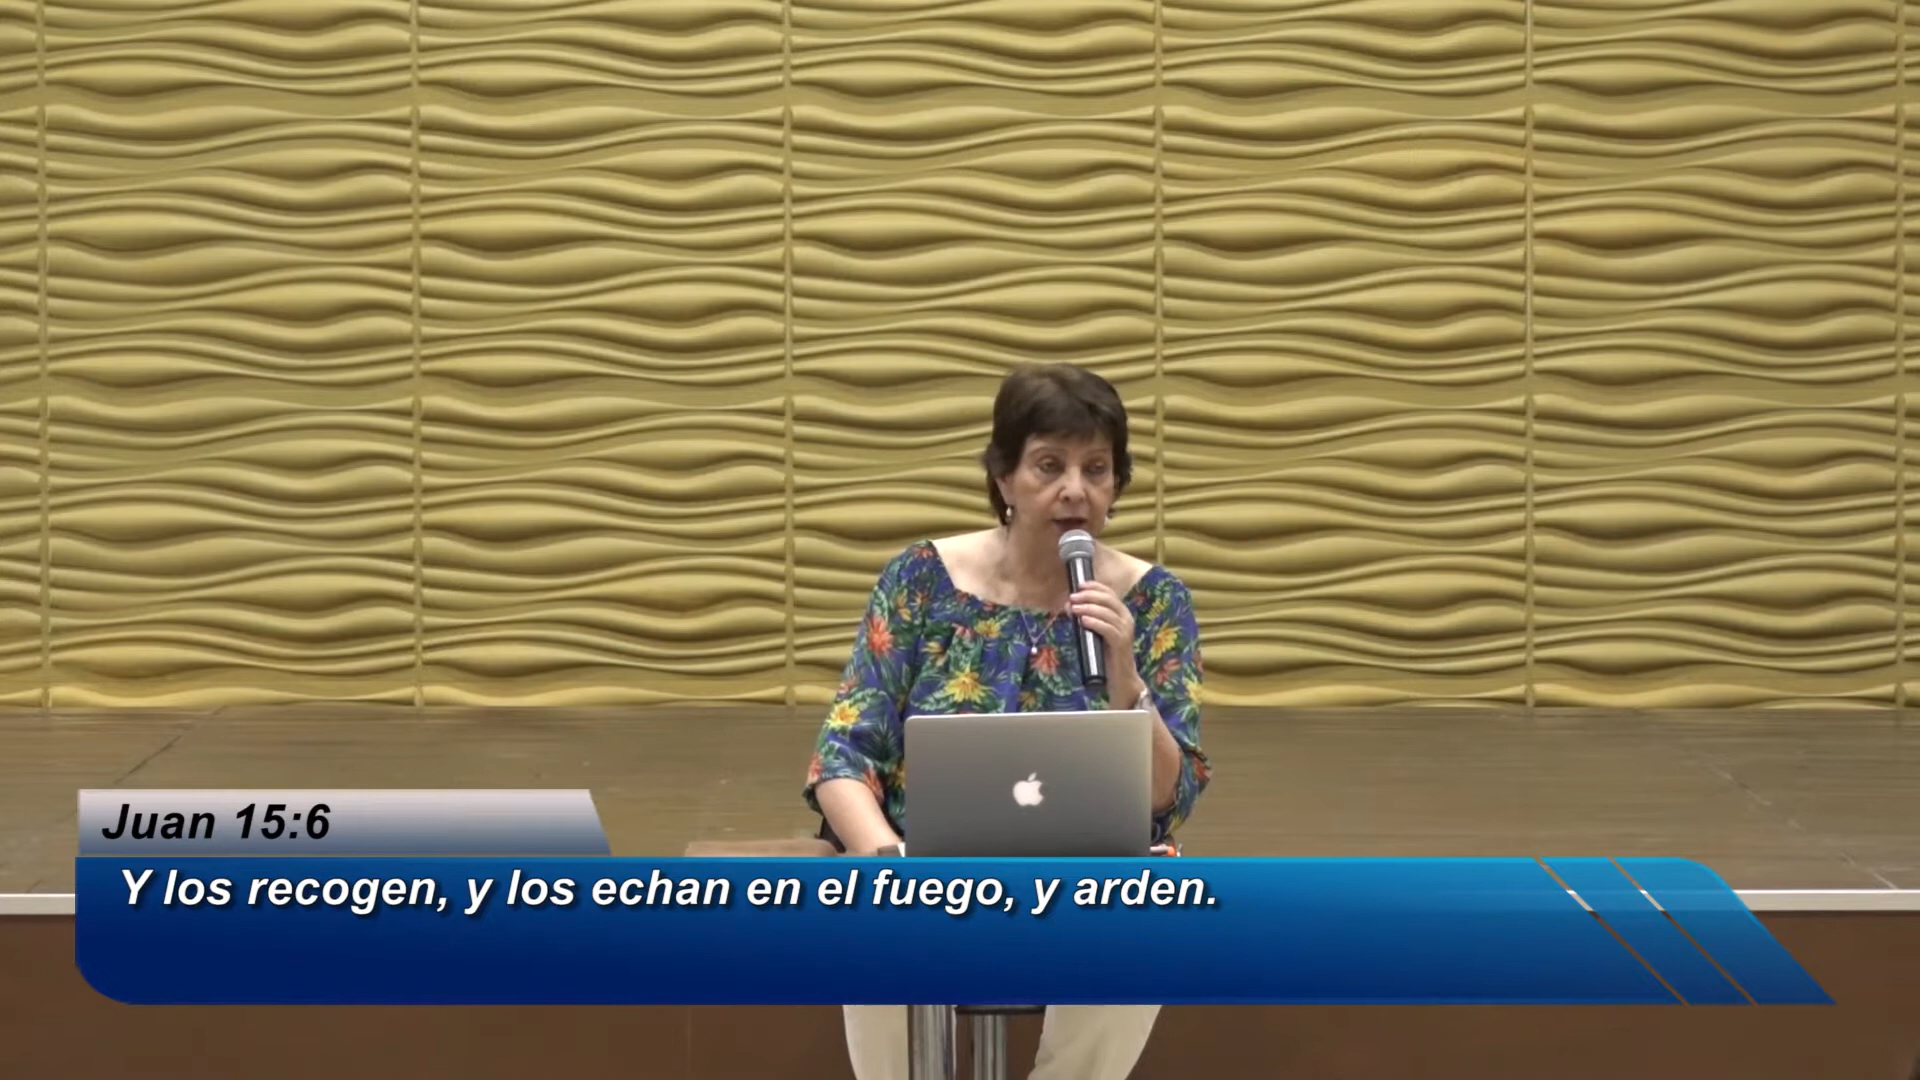 Juan 15:6
Y los recogen, y los echan en el fuego, y arden.